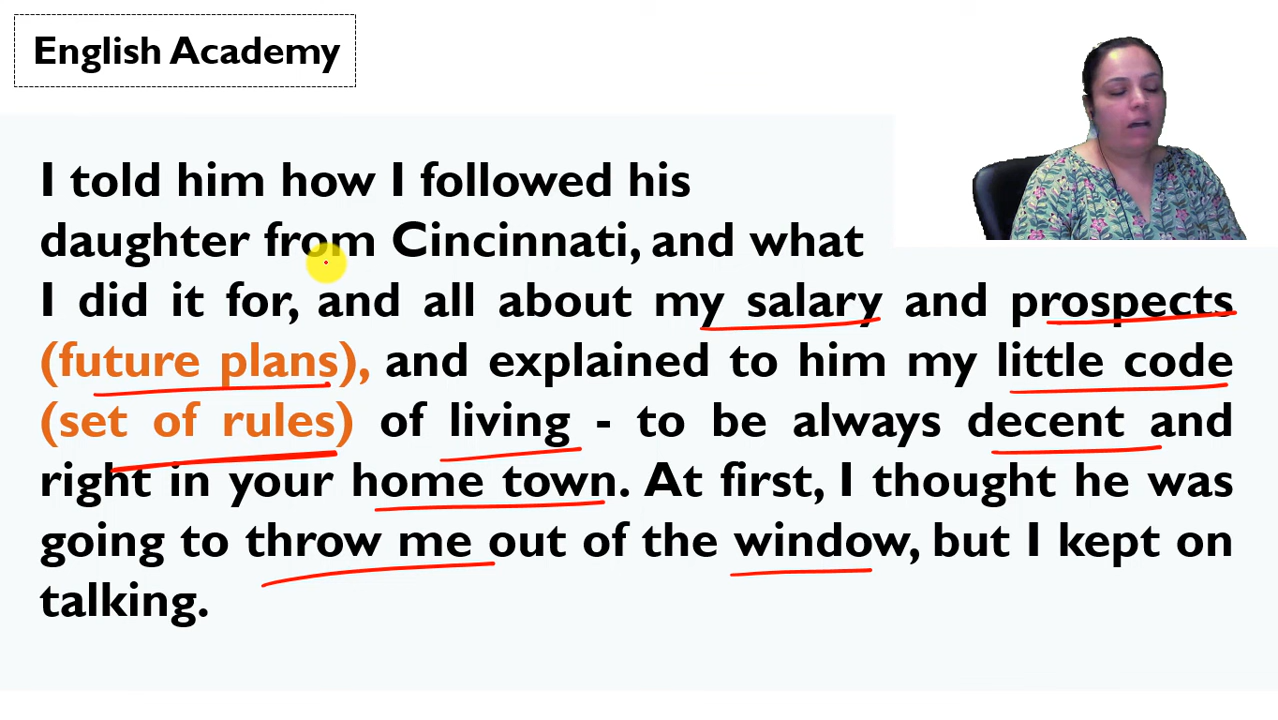 English Academy
I told him how I followed his
daughter from Cincinnati, and what
I did it for, and all about my salary and prospects
(future plans), and explained to him my little code
(set of rules) of living - to be always decent and
right in your home town. At first, I thought he was
going to throw me out of the window, but I kept on
talking.